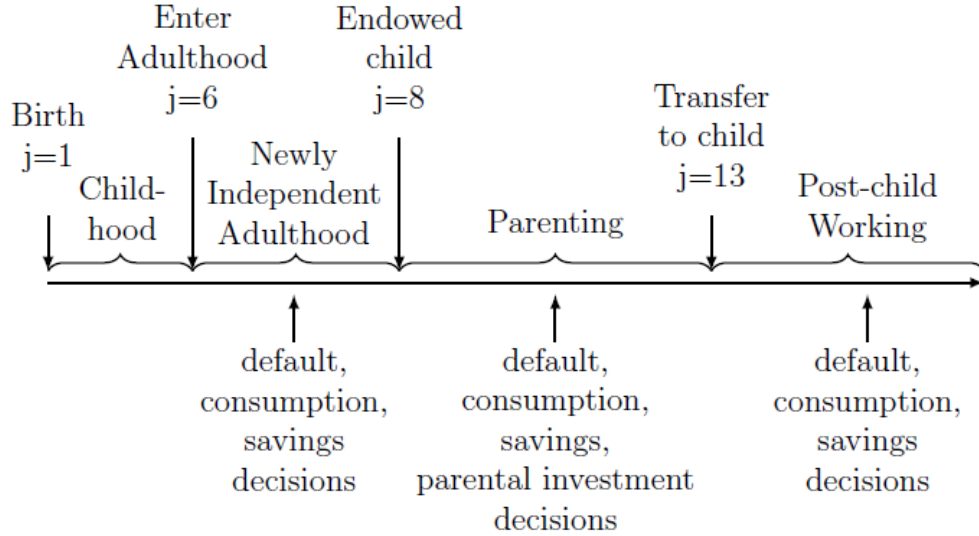 Birth
j=1
Enter
Adulthood
j=6
Endowed
child
j=8
Transfer
to child
j=13
Child-
hood
Newly
Independent
Adulthood
Parenting
Post-child
Working
default,
consumption,
savings
decisions
default,
consumption,
savings,
parental investment
decisions
default,
consumption,
savings
decisions